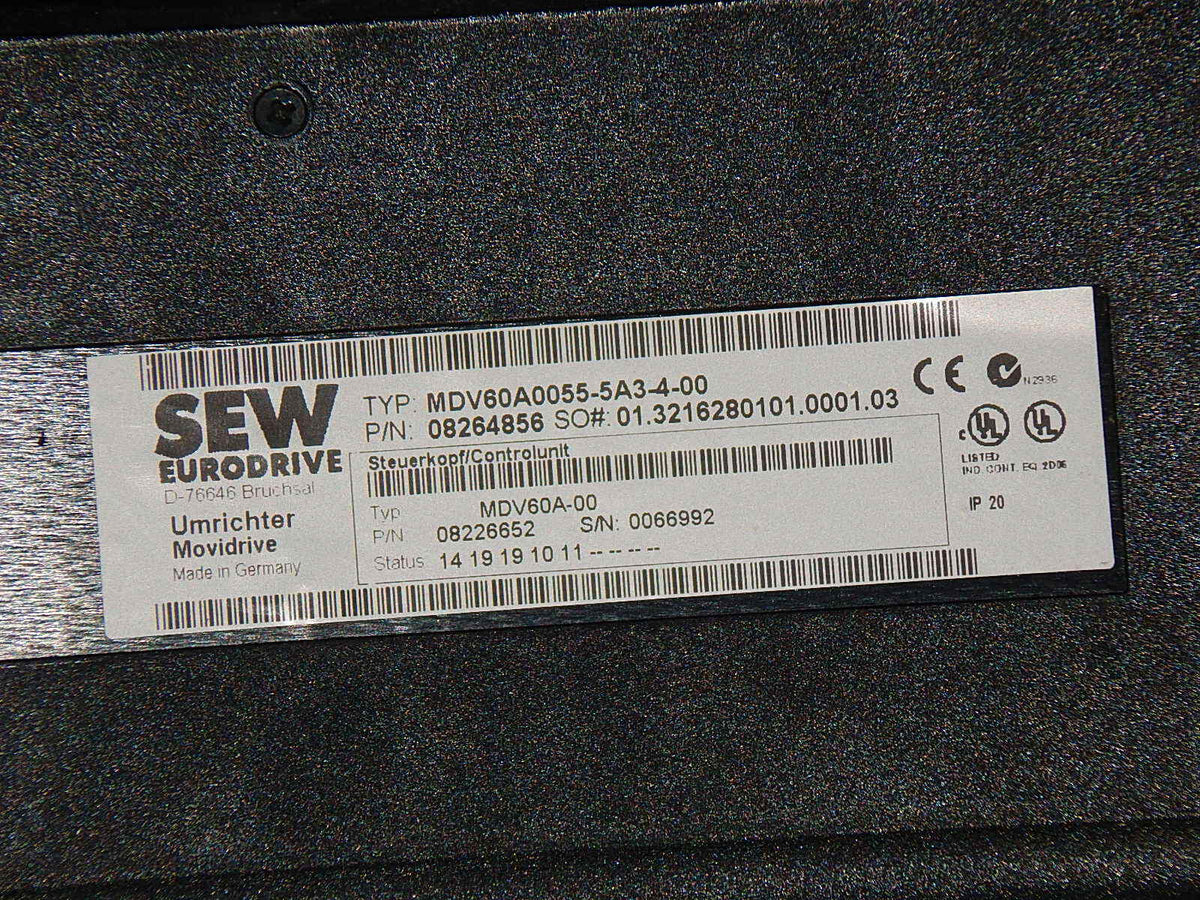 SEW
EURODRIVE
D-76646 Bruchsal
Umrichter
Movidrive
Made in Germany
TYP: MDV60A0055-5A3-4-00
P/N: 08264856 SO#: 01.3216280101.0001.03
Steuerkopf/Controlunit
Typ MDV60A-00
P/N 08226652 S/N: 0066992
Status 14 19 19 10 11 -- -- -- --
CE
N2936
c UL UL
LISTED
IND. CONT. EQ. 2D06
IP 20